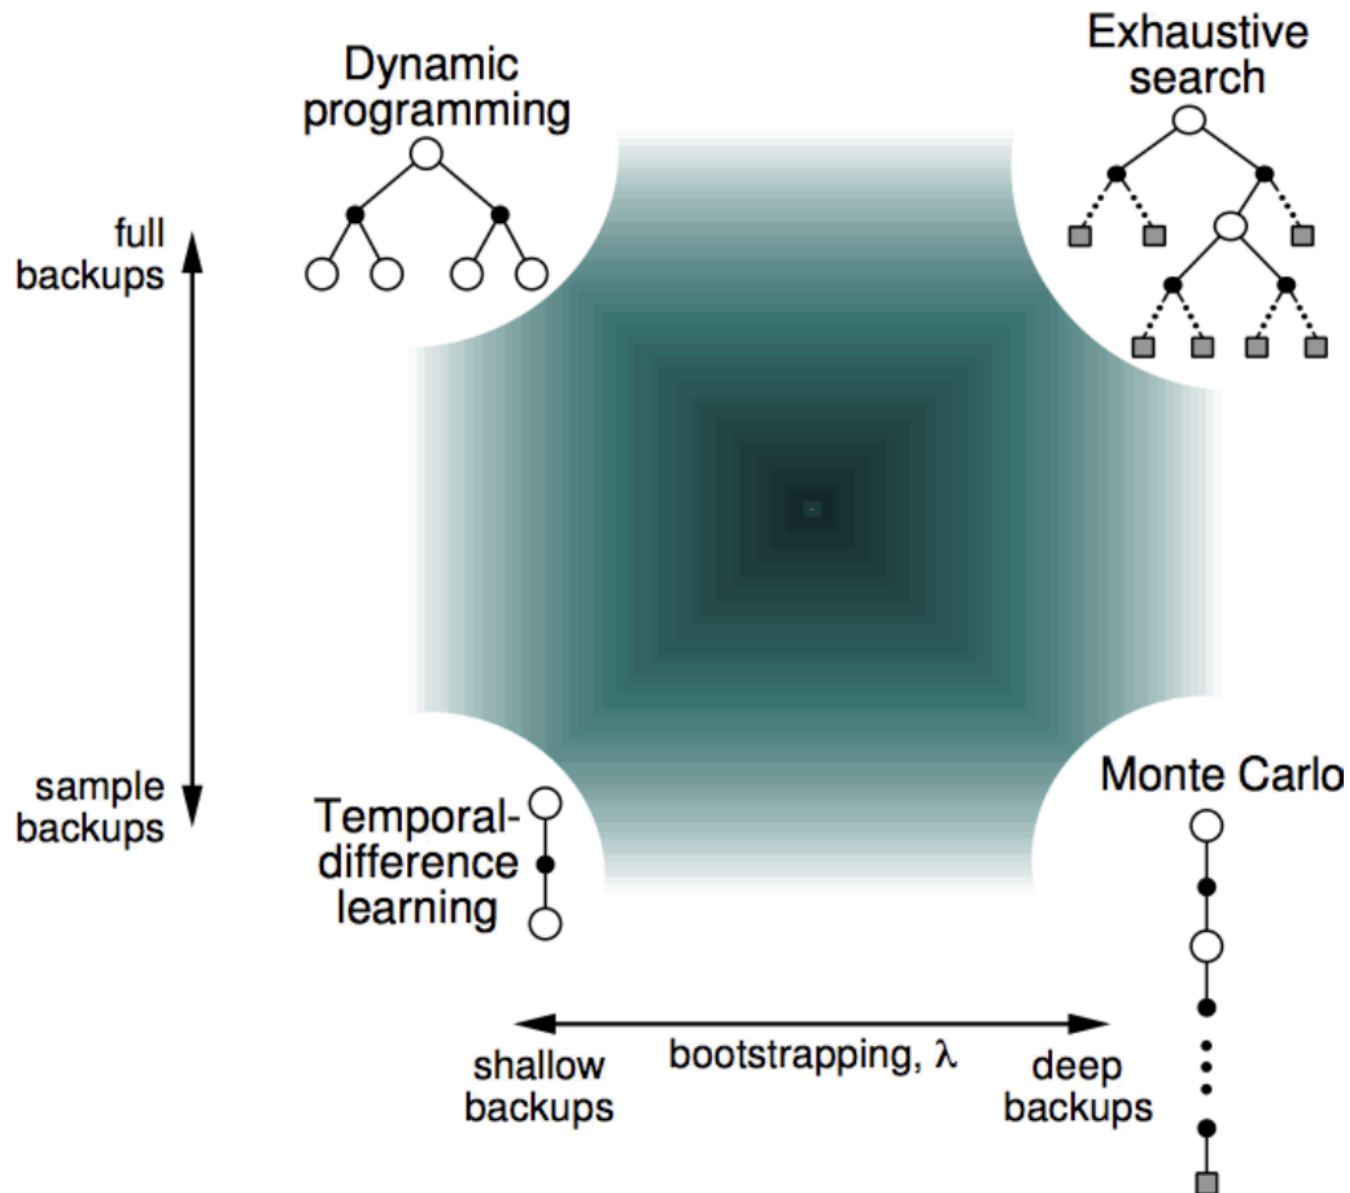 Dynamic
programming
Exhaustive
search
full
backups
sample
backups
Temporal-
difference
learning
Monte Carlo
bootstrapping, λ
shallow
backups
deep
backups